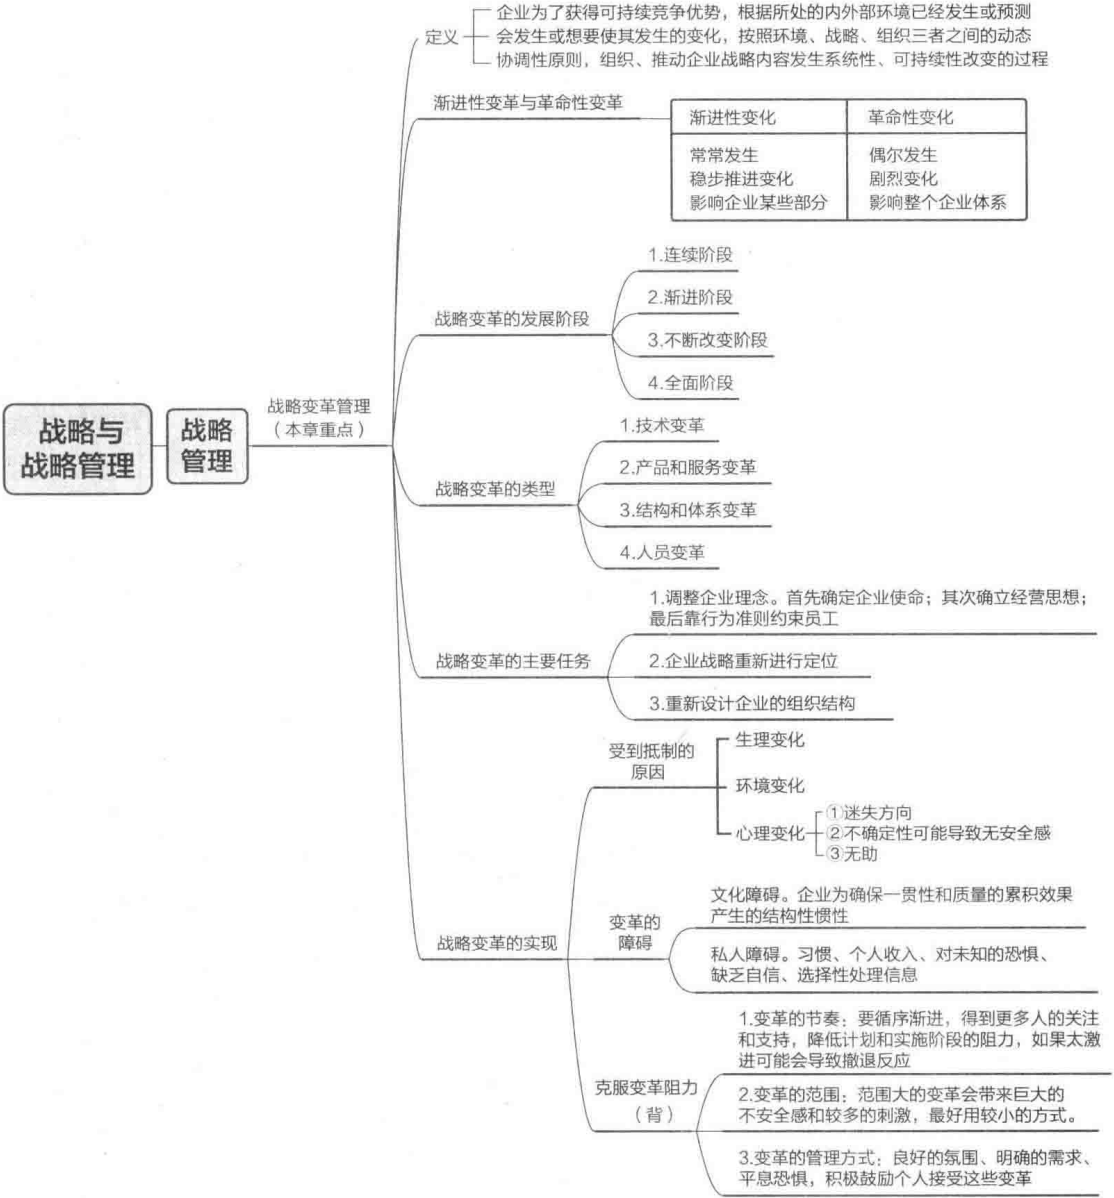 战略与
战略管理
战略
管理
战略变革管理
（本章重点）
定义
企业为了获得可持续竞争优势，根据所处的内外部环境已经发生或预测
会发生或想要使其发生的变化，按照环境、战略、组织三者之间的动态
协调性原则，组织、推动企业战略内容发生系统性、可持续性改变的过程
渐进性变革与革命性变革
渐进性变化
革命性变化
常常发生
偶尔发生
稳步推进变化
剧烈变化
影响企业某些部分
影响整个企业体系
战略变革的发展阶段
1.连续阶段
2.渐进阶段
3.不断改变阶段
4.全面阶段
战略变革的类型
1.技术变革
2.产品和服务变革
3.结构和体系变革
4.人员变革
战略变革的主要任务
1.调整企业理念。首先确定企业使命；其次确立经营思想；
最后靠行为准则约束员工
2.企业战略重新进行定位
3.重新设计企业的组织结构
战略变革的实现
受到抵制的
原因
生理变化
环境变化
心理变化
①迷失方向
②不确定性可能导致无安全感
③无助
变革的
障碍
文化障碍。企业为确保一贯性和质量的累积效果
产生的结构性惯性
私人障碍。习惯、个人收入、对未知的恐惧、
缺乏自信、选择性处理信息
克服变革阻力
（背）
1.变革的节奏：要循序渐进，得到更多人的关注
和支持，降低计划和实施阶段的阻力，如果太激
进可能会导致撤退反应
2.变革的范围：范围大的变革会带来巨大的
不安全感和较多的刺激，最好用较小的方式。
3.变革的管理方式：良好的氛围、明确的需求、
平息恐惧，积极鼓励个人接受这些变革